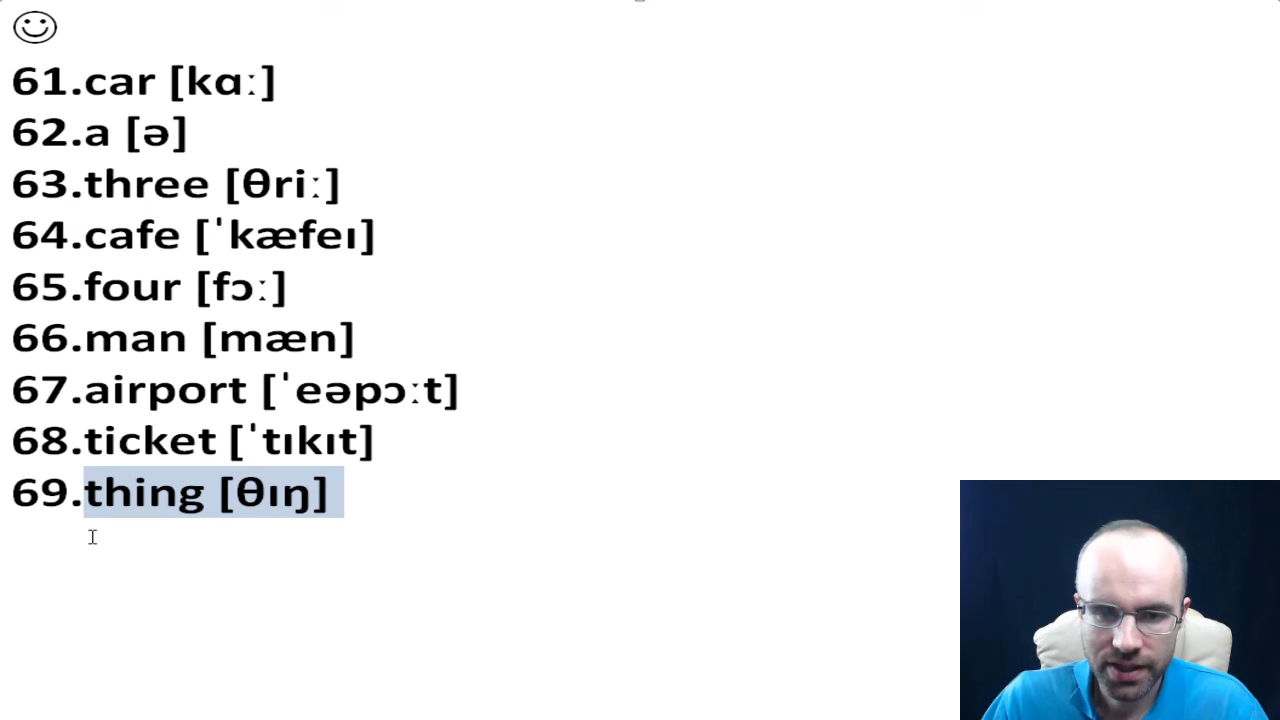 61.car [kɑː]
62.a [ə]
63.three [θriː]
64.cafe [ˈkæfeɪ]
65.four [fɔː]
66.man [mæn]
67.airport [ˈeəpɔːt]
68.ticket [ˈtɪkɪt]
69.thing [θɪŋ]